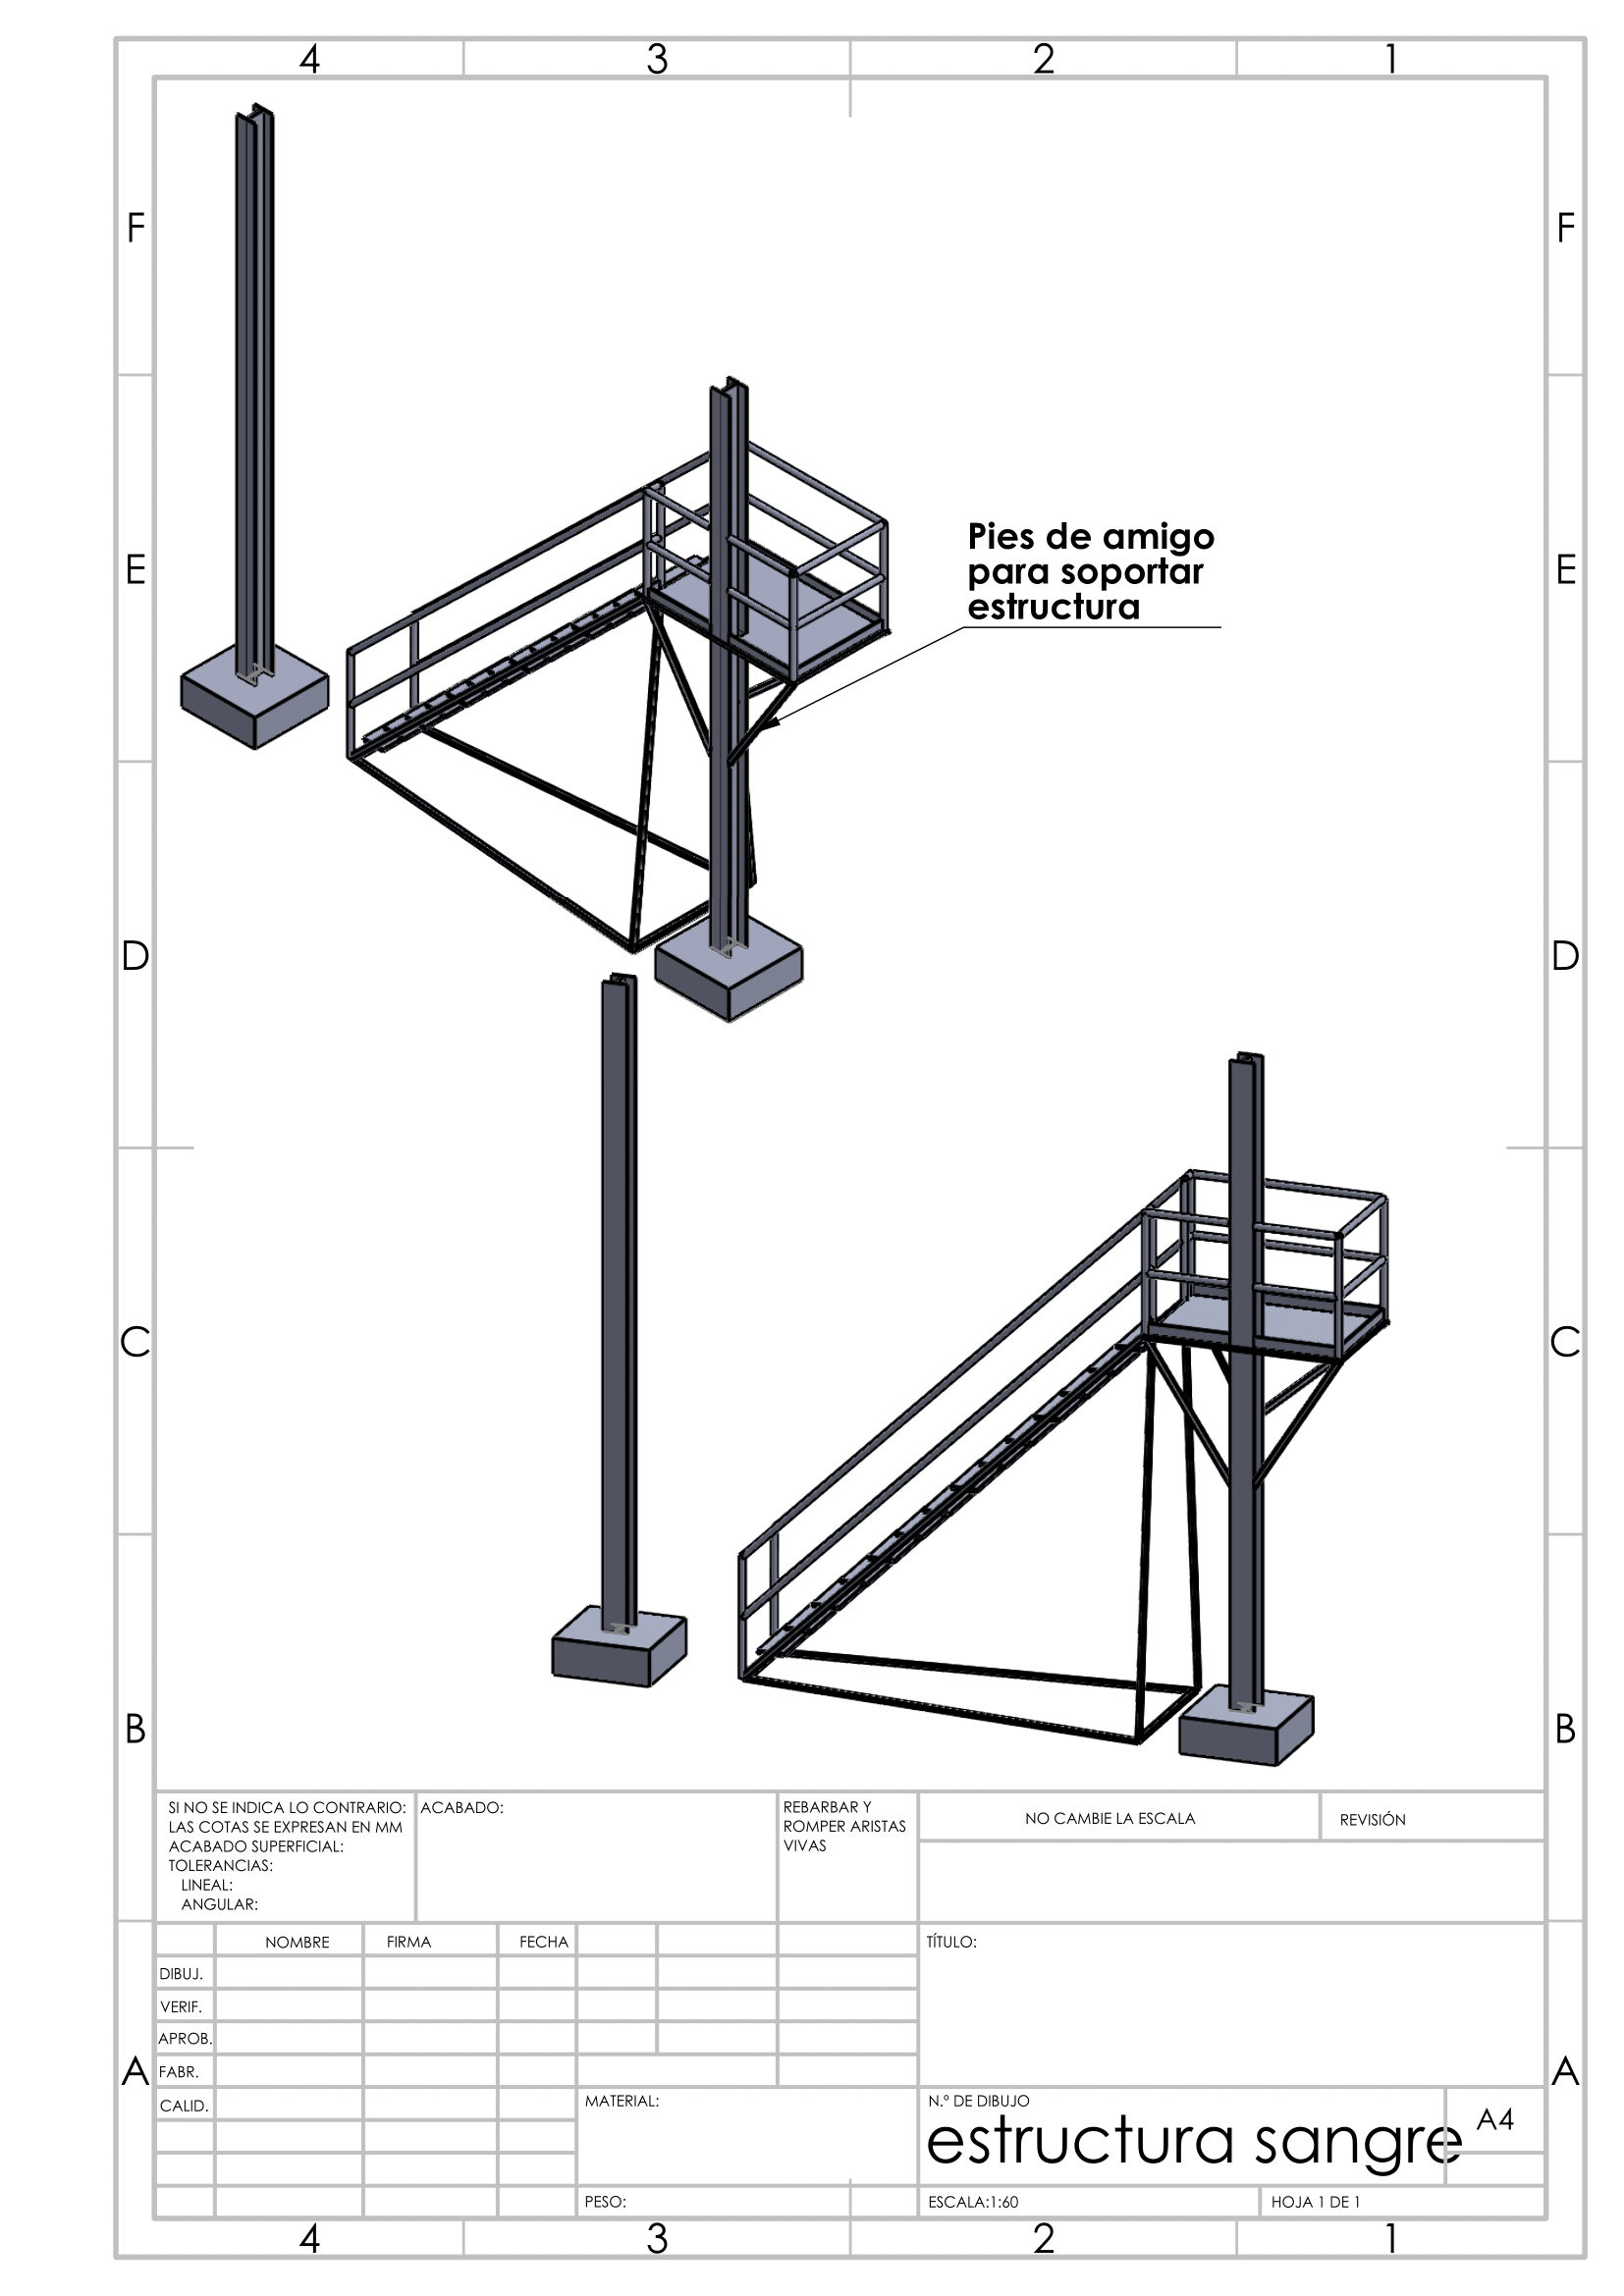 4 3 2 1
F F
E E
Pies de amigo
para soportar
estructura
D D
C C
B B
SI NO SE INDICA LO CONTRARIO:
LAS COTAS SE EXPRESAN EN MM
ACABADO SUPERFICIAL:
TOLERANCIAS:
LINEAL:
ANGULAR:
ACABADO:
REBARBAR Y
ROMPER ARISTAS
VIVAS
NO CAMBIE LA ESCALA
REVISIÓN
NOMBRE FIRMA FECHA
TÍTULO:
DIBUJ.
VERIF.
APROB.
A A
FABR.
CALID.
MATERIAL:
N.º DE DIBUJO
estructura sangre
A4
PESO:
ESCALA:1:60
HOJA 1 DE 1
4 3 2 1